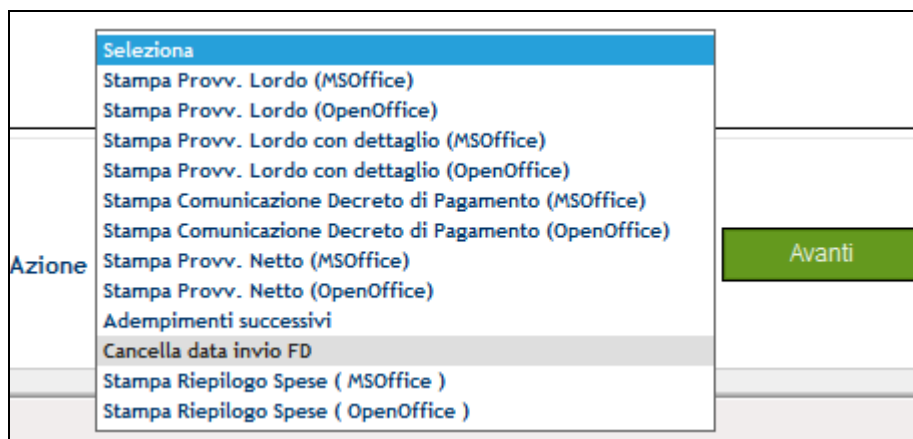 Seleziona
Stampa Provv. Lordo (MSOffice)
Stampa Provv. Lordo (OpenOffice)
Stampa Provv. Lordo con dettaglio (MSOffice)
Stampa Provv. Lordo con dettaglio (OpenOffice)
Stampa Comunicazione Decreto di Pagamento (MSOffice)
Stampa Comunicazione Decreto di Pagamento (OpenOffice)
Azione Stampa Provv. Netto (MSOffice) Avanti
Stampa Provv. Netto (OpenOffice)
Adempimenti successivi
Cancella data invio FD
Stampa Riepilogo Spese ( MSOffice )
Stampa Riepilogo Spese ( OpenOffice )